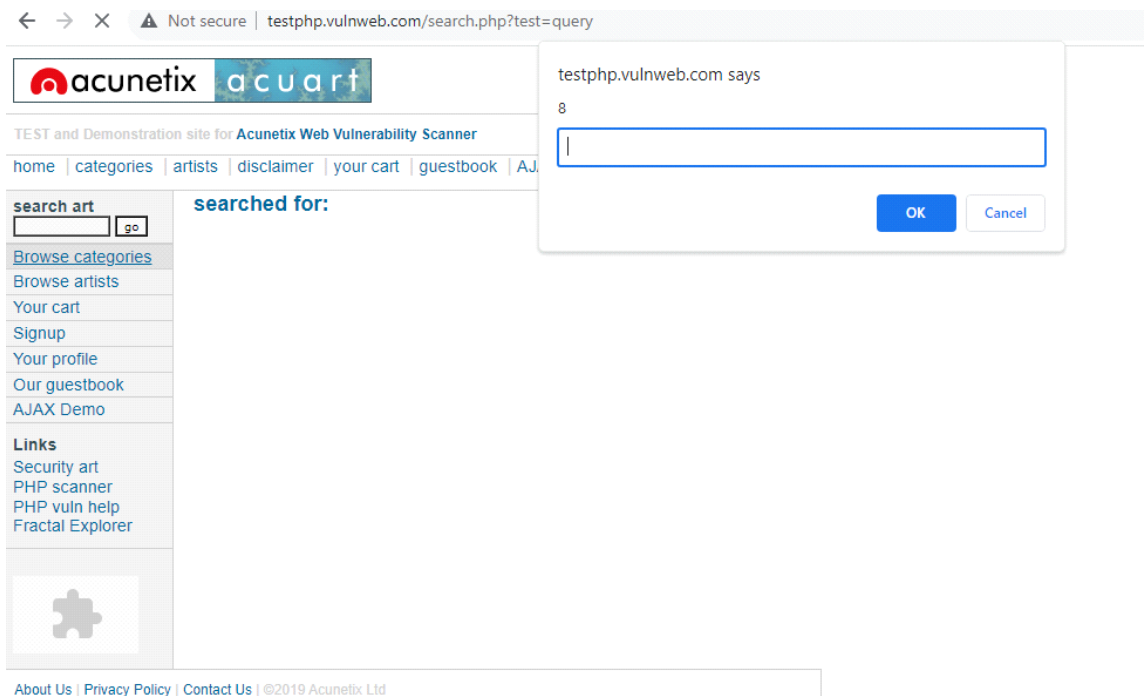 Not secure | testphp.vulnweb.com/search.php?test=query
testphp.vulnweb.com says
8
OK
Cancel
acunetix acuart
TEST and Demonstration site for Acunetix Web Vulnerability Scanner
home | categories | artists | disclaimer | your cart | guestbook | AJ
search art
go
searched for:
Browse categories
Browse artists
Your cart
Signup
Your profile
Our guestbook
AJAX Demo
Links
Security art
PHP scanner
PHP vuln help
Fractal Explorer
About Us | Privacy Policy | Contact Us | ©2019 Acunetix Ltd